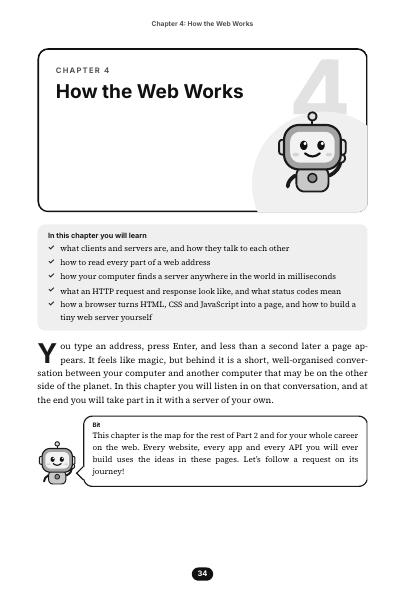 Chapter 4: How the Web Works
CHAPTER 4
4
How the Web Works
In this chapter you will learn
✓ what clients and servers are, and how they talk to each other
✓ how to read every part of a web address
✓ how your computer finds a server anywhere in the world in milliseconds
✓ what an HTTP request and response look like, and what status codes mean
✓ how a browser turns HTML, CSS and JavaScript into a page, and how to build a
tiny web server yourself
You type an address, press Enter, and less than a second later a page ap-
pears. It feels like magic, but behind it is a short, well-organised conver-
sation between your computer and another computer that may be on the other
side of the planet. In this chapter you will listen in on that conversation, and at
the end you will take part in it with a server of your own.
Bit
This chapter is the map for the rest of Part 2 and for your whole career
on the web. Every website, every app and every API you will ever
build uses the ideas in these pages. Let's follow a request on its
journey!
34